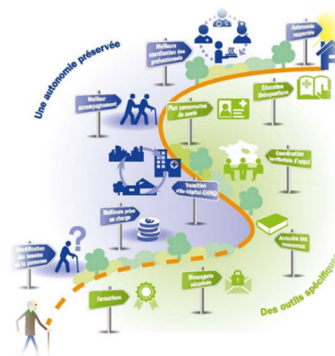 Une autonomie préservée
Meilleure
coordination des
professionnels
Autonomie
respectée
Meilleur
accompagnement
Plan personnalisé
de santé
Éducation
thérapeutique
Coordination
territoriale d'appui
Transition
ville-hôpital-EHPAD
Meilleure prise
en charge
Annuaire des
ressources
Identification
des besoins de
la personne
Messagerie
sécurisée
Formations
Des outils spécifiques